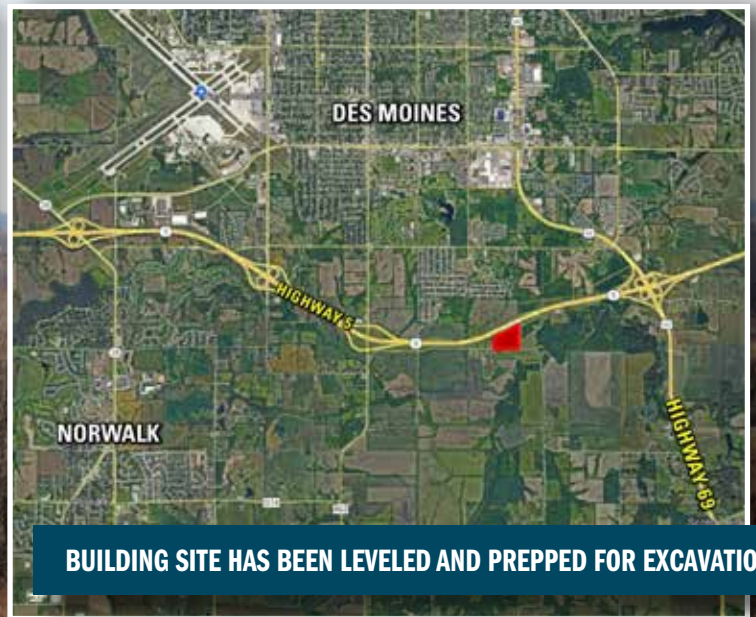 DES MOINES
HIGHWAY 5
NORWALK
HIGHWAY 69
BUILDING SITE HAS BEEN LEVELED AND PREPPED FOR EXCAVATIO